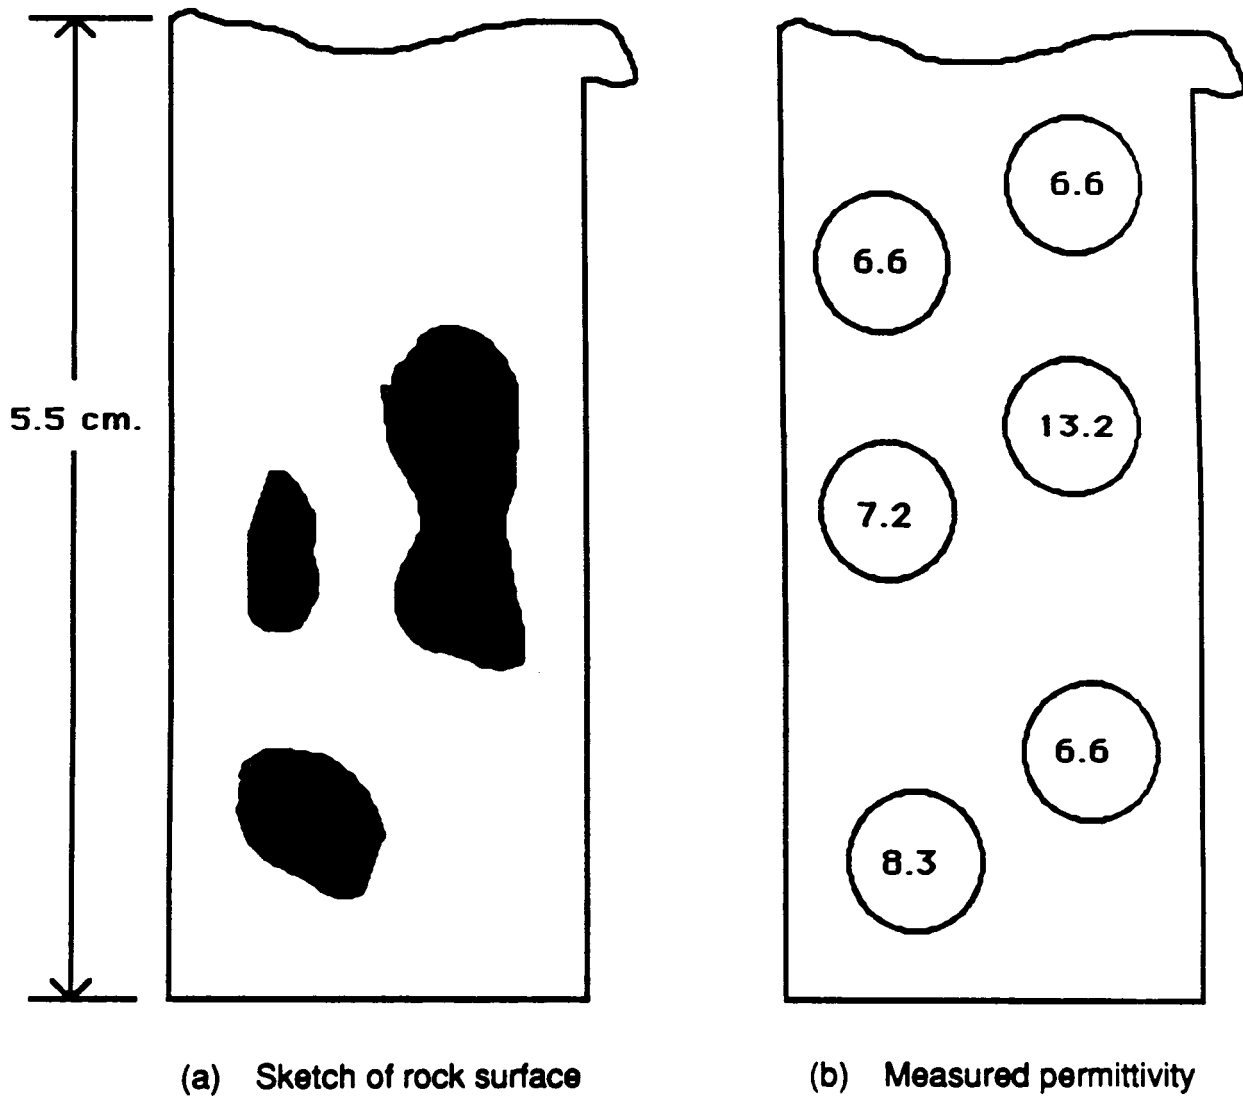 5.5 cm.
6.6
6.6
13.2
7.2
6.6
8.3
(a) Sketch of rock surface
(b) Measured permittivity